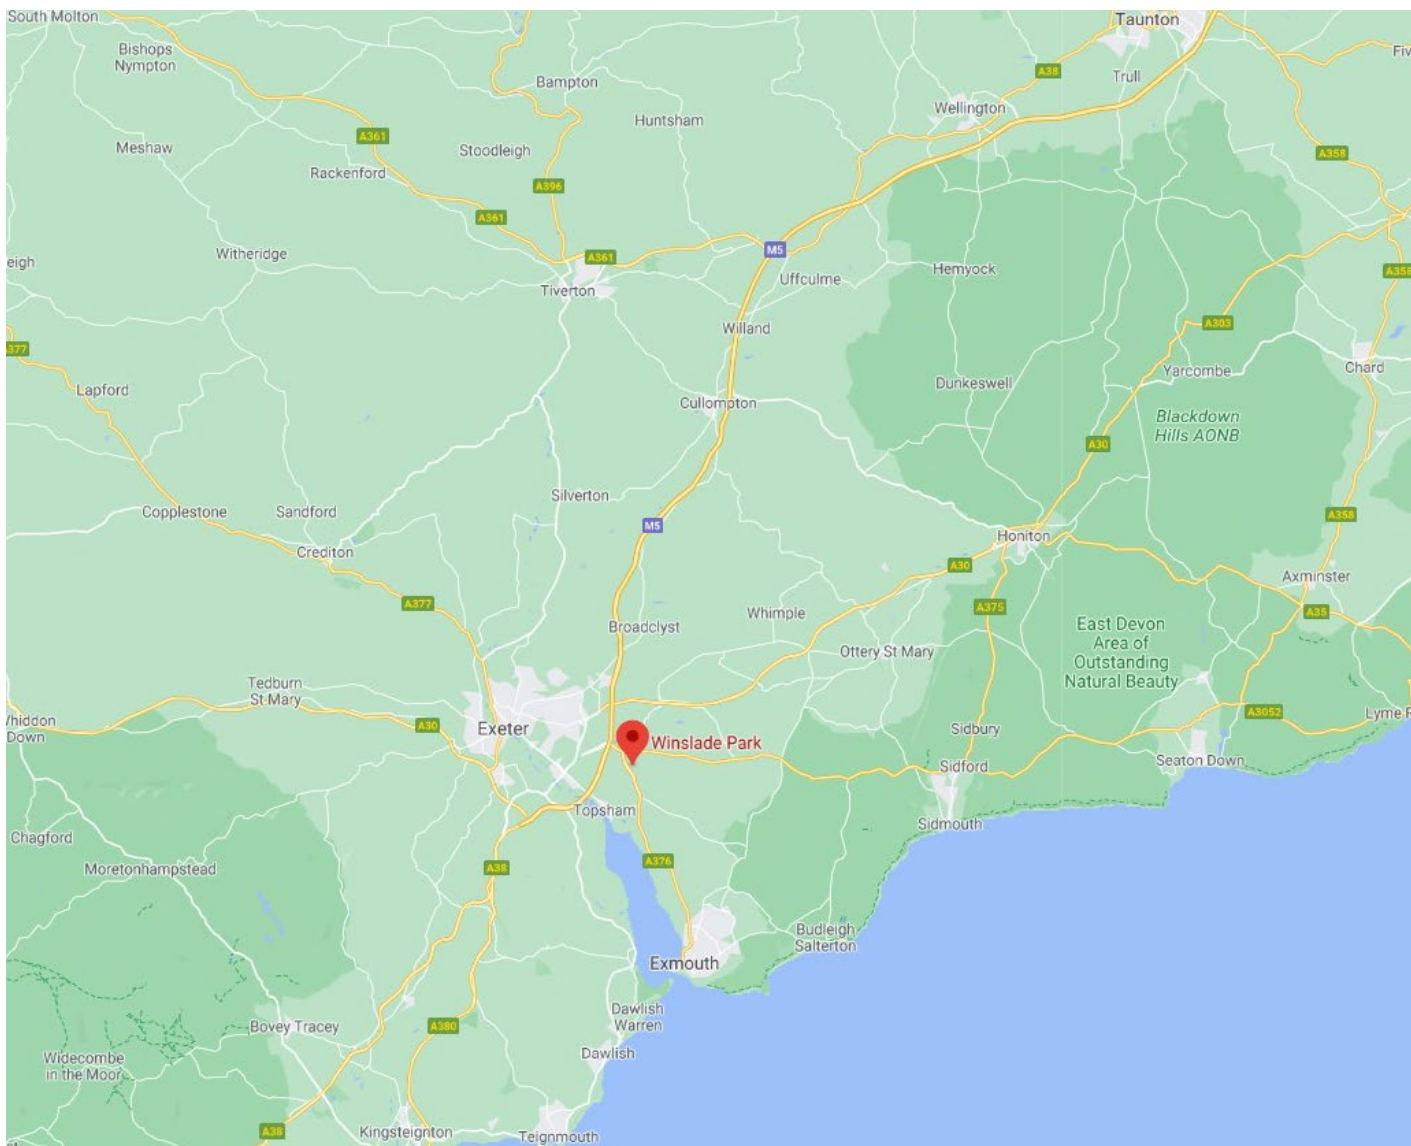 South Molton
Taunton
Bishops
Nympton
Five
A38
Bampton
Trull
Wellington
Huntsham
A361
Meshaw
Stoodleigh
A358
Rackenford
A396
A361
M5
Witheridge
A361
eigh
Hemyock
A358
Uffculme
Tiverton
A303
Willand
A377
Chard
Yarcombe
Lapford
Dunkeswell
Cullompton
Blackdown
Hills AONB
A30
Silverton
Copplestone
Sandford
A358
M5
Honiton
Crediton
A30
Axminster
A377
A375
Whimple
A35
Broadclyst
East Devon
Area of
Outstanding
Natural Beauty
Ottery St Mary
Tedburn
St Mary
A3052
Lyme R
Whiddon
Down
A30
Exeter
Sidbury
Winslade Park
Seaton Down
Sidford
Topsham
Sidmouth
Chagford
A376
Moretonhampstead
A38
Budleigh
Salterton
Exmouth
Dawlish
Warren
Bovey Tracey
A380
Dawlish
Widecombe
in the Moor
A38
Kingsteignton
Teignmouth